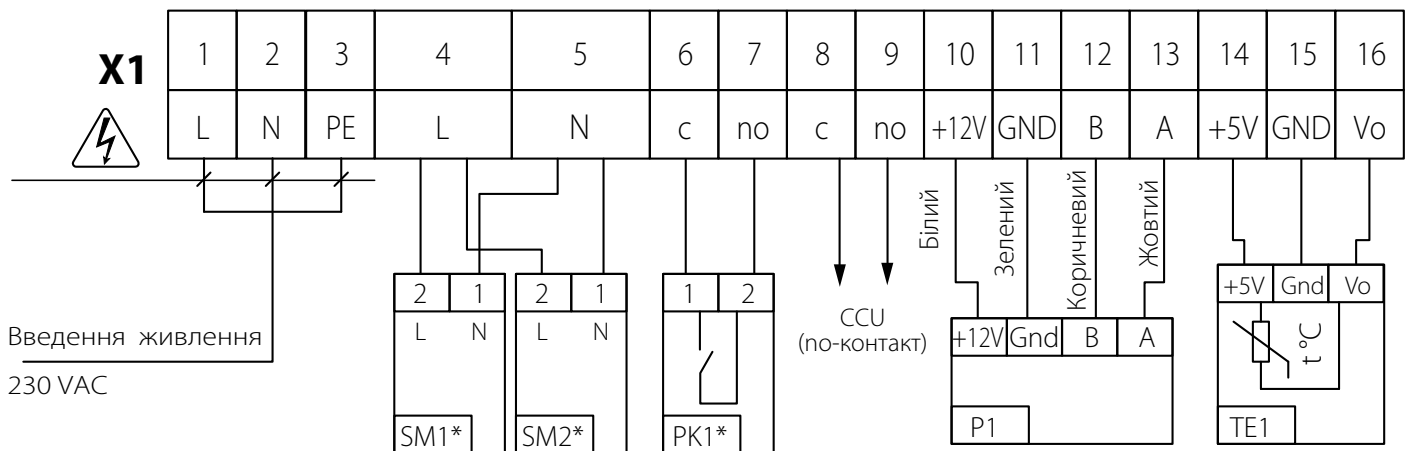 X1
1 2 3 4 5 6 7 8 9 10 11 12 13 14 15 16
L N PE L N c no c no +12V GND B A +5V GND Vo
Білий
Зелений
Коричневий
Жовтий
2 1 2 1 1 2
L N L N
+5V Gnd Vo
t °C
CCU
(no-контакт)
+12V Gnd B A
Введення живлення
230 VAC
SM1* SM2* PK1* P1 TE1